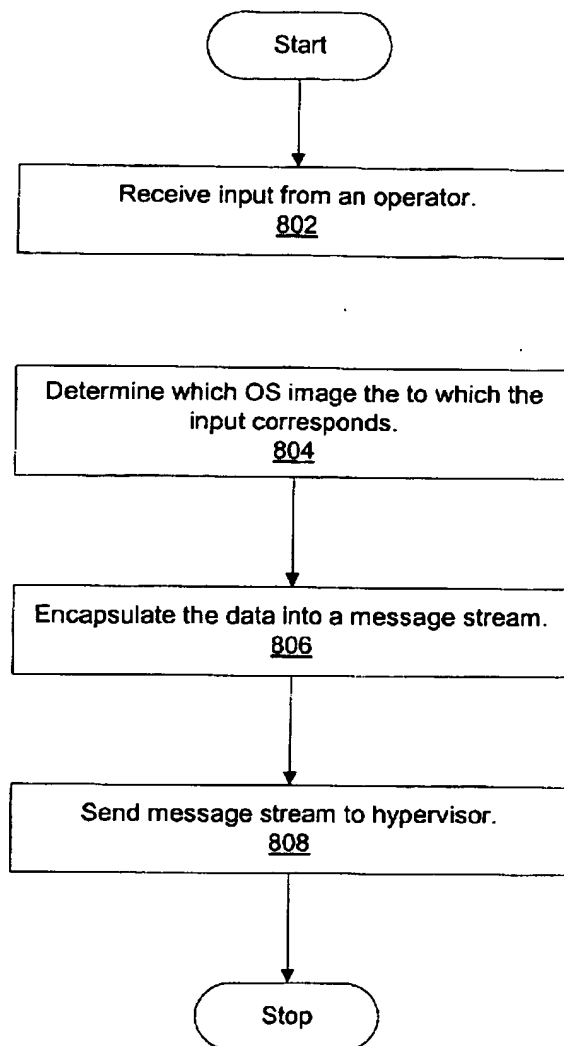 Start
Receive input from an operator.
802
Determine which OS image the to which the
input corresponds.
804
Encapsulate the data into a message stream.
806
Send message stream to hypervisor.
808
Stop